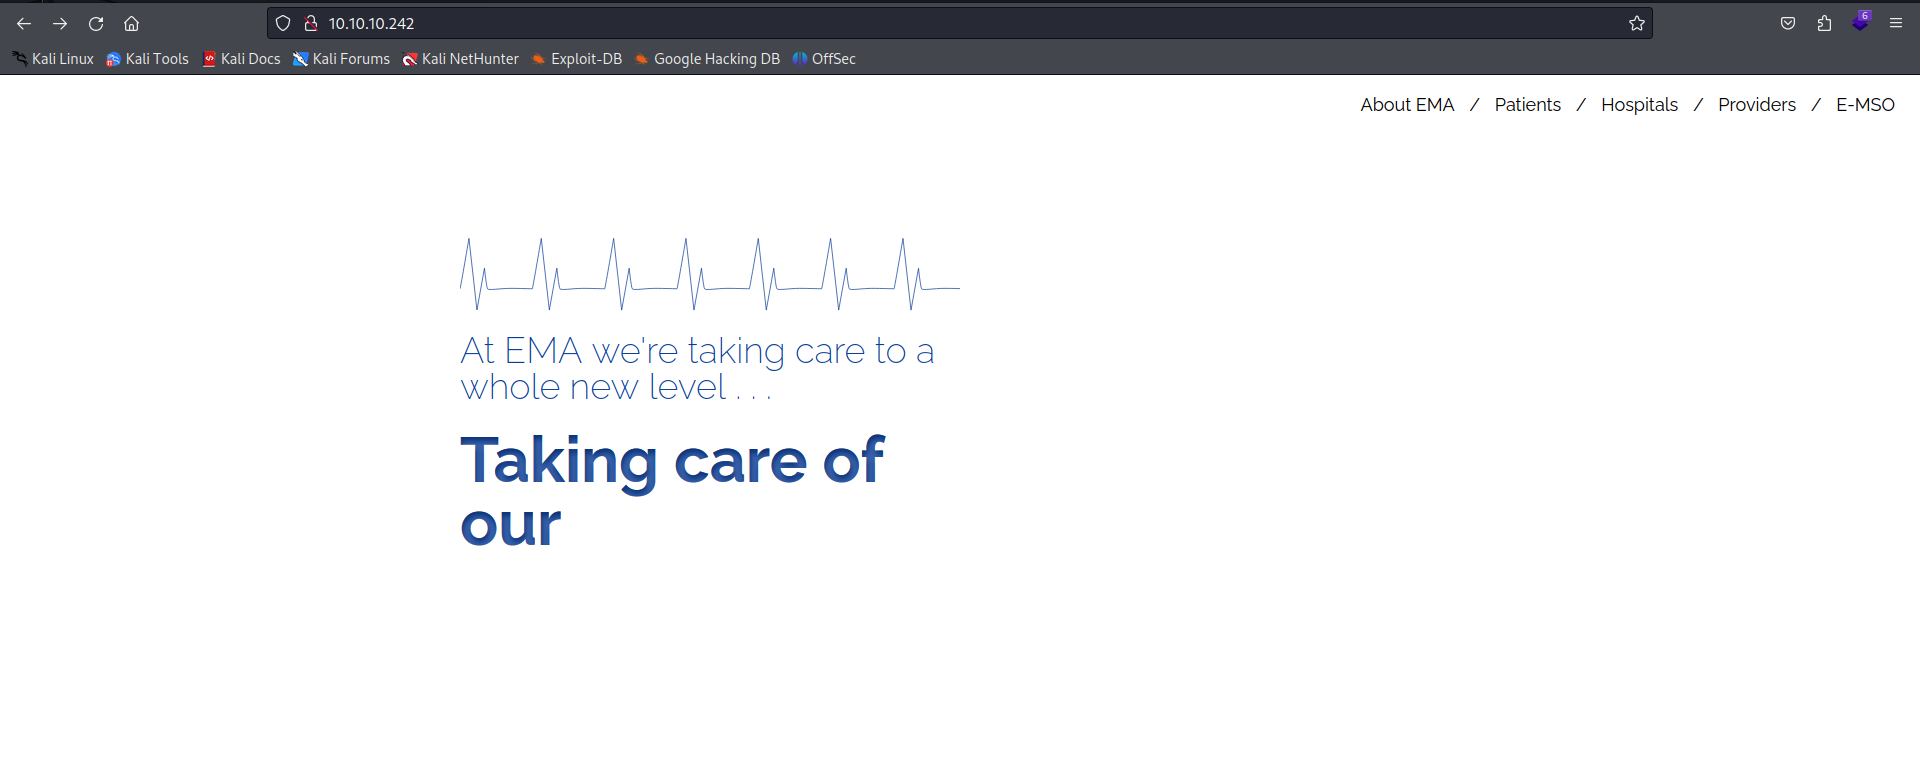 10.10.10.242
6
Kali Linux Kali Tools Kali Docs Kali Forums Kali NetHunter Exploit-DB Google Hacking DB OffSec
About EMA / Patients / Hospitals / Providers / E-MSO
At EMA we're taking care to a
whole new level . . .
Taking care of
our